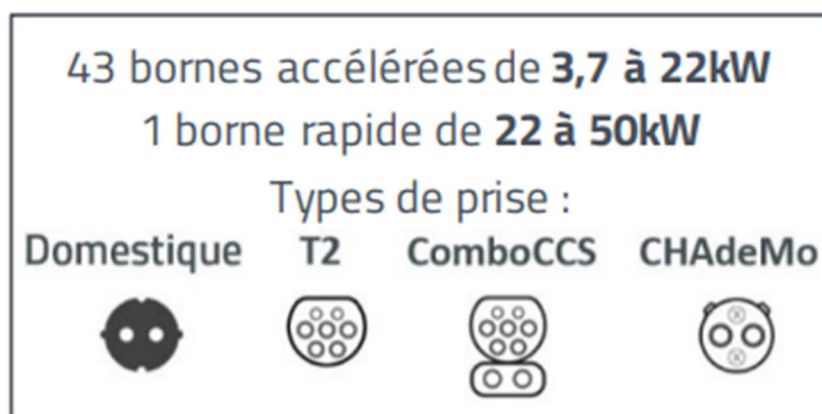 43 bornes accélérées de 3,7 à 22kW
1 borne rapide de 22 à 50kW
Types de prise :
Domestique T2 ComboCCS CHAdeMo